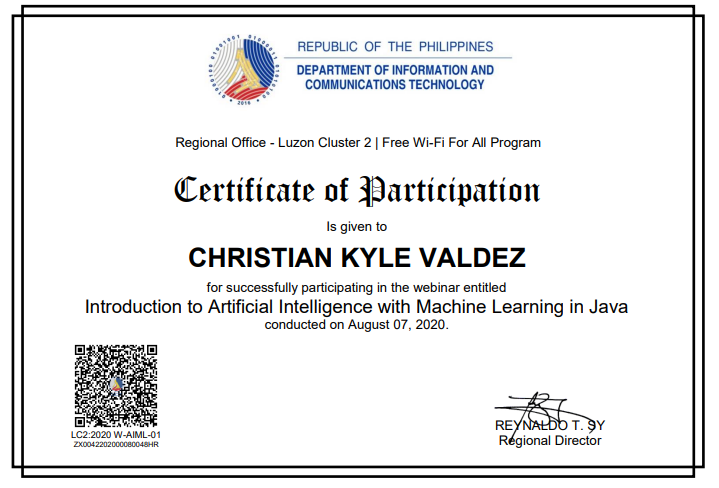 REPUBLIC OF THE PHILIPPINES
DEPARTMENT OF INFORMATION AND
COMMUNICATIONS TECHNOLOGY
2016
Regional Office - Luzon Cluster 2 | Free Wi-Fi For All Program
Certificate of Participation
Is given to
CHRISTIAN KYLE VALDEZ
for successfully participating in the webinar entitled
Introduction to Artificial Intelligence with Machine Learning in Java
conducted on August 07, 2020.
LC2:2020 W-AIML-01
ZX0042202000080048HR
REYNALDO T. SY
Regional Director